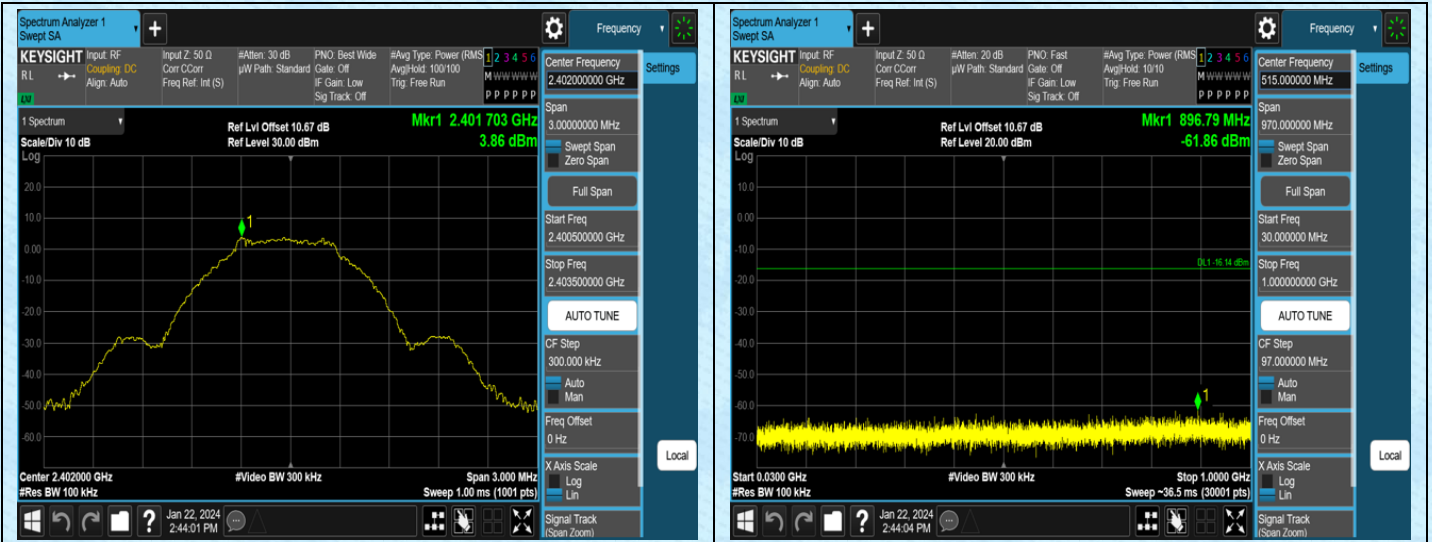 Spectrum Analyzer 1
Swept SA
Frequency
KEYSIGHT
RL
Input: RF
Coupling: DC
Align: Auto
Input Z: 50 Ω
Corr CCorr
Freq Ref: Int (S)
#Atten: 30 dB
µW Path: Standard
PNO: Best Wide
Gate: Off
IF Gain: Low
Sig Track: Off
#Avg Type: Power (RMS
Avg|Hold: 100/100
Trig: Free Run
1 2 3 4 5 6
M W W W W W
P P P P P P
Center Frequency
2.402000000 GHz
Settings
1 Spectrum
Scale/Div 10 dB
Log
Ref Lvl Offset 10.67 dB
Ref Level 30.00 dBm
Mkr1 2.401 703 GHz
3.86 dBm
Span
3.00000000 MHz
Swept Span
Zero Span
Full Span
Start Freq
2.400500000 GHz
Stop Freq
2.403500000 GHz
AUTO TUNE
CF Step
300.000 kHz
Auto
Man
Freq Offset
0 Hz
X Axis Scale
Log
Lin
Signal Track
(Span Zoom)
Local
20.0
10.0
0.00
-10.0
-20.0
-30.0
-40.0
-50.0
-60.0
1
Center 2.402000 GHz
#Res BW 100 kHz
#Video BW 300 kHz
Span 3.000 MHz
Sweep 1.00 ms (1001 pts)
Jan 22, 2024
2:44:01 PM
Spectrum Analyzer 1
Swept SA
Frequency
KEYSIGHT
RL
Input: RF
Coupling: DC
Align: Auto
Input Z: 50 Ω
Corr CCorr
Freq Ref: Int (S)
#Atten: 20 dB
µW Path: Standard
PNO: Fast
Gate: Off
IF Gain: Low
Sig Track: Off
#Avg Type: Power (RMS
Avg|Hold: 10/10
Trig: Free Run
1 2 3 4 5 6
M W W W W W
P P P P P P
Center Frequency
515.000000 MHz
Settings
1 Spectrum
Scale/Div 10 dB
Log
Ref Lvl Offset 10.67 dB
Ref Level 20.00 dBm
Mkr1 896.79 MHz
-61.86 dBm
Span
970.000000 MHz
Swept Span
Zero Span
Full Span
Start Freq
30.000000 MHz
Stop Freq
1.000000000 GHz
AUTO TUNE
CF Step
97.000000 MHz
Auto
Man
Freq Offset
0 Hz
X Axis Scale
Log
Lin
Signal Track
(Span Zoom)
Local
10.0
0.00
-10.0
-20.0
-30.0
-40.0
-50.0
-60.0
-70.0
DL1 -16.14 dBm
1
Start 0.0300 GHz
#Res BW 100 kHz
#Video BW 300 kHz
Stop 1.0000 GHz
Sweep ~36.5 ms (30001 pts)
Jan 22, 2024
2:44:04 PM